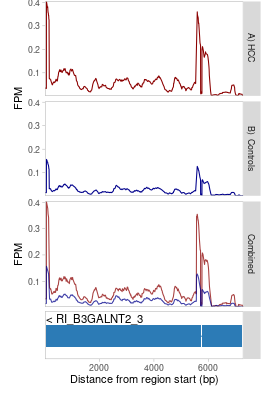 0.4
0.3
0.2
0.1
FPM
A) HCC
0.4
0.3
0.2
0.1
B) Controls
0.4
0.3
0.2
0.1
FPM
Combined
< RI_B3GALNT2_3
2000
4000
6000
Distance from region start (bp)